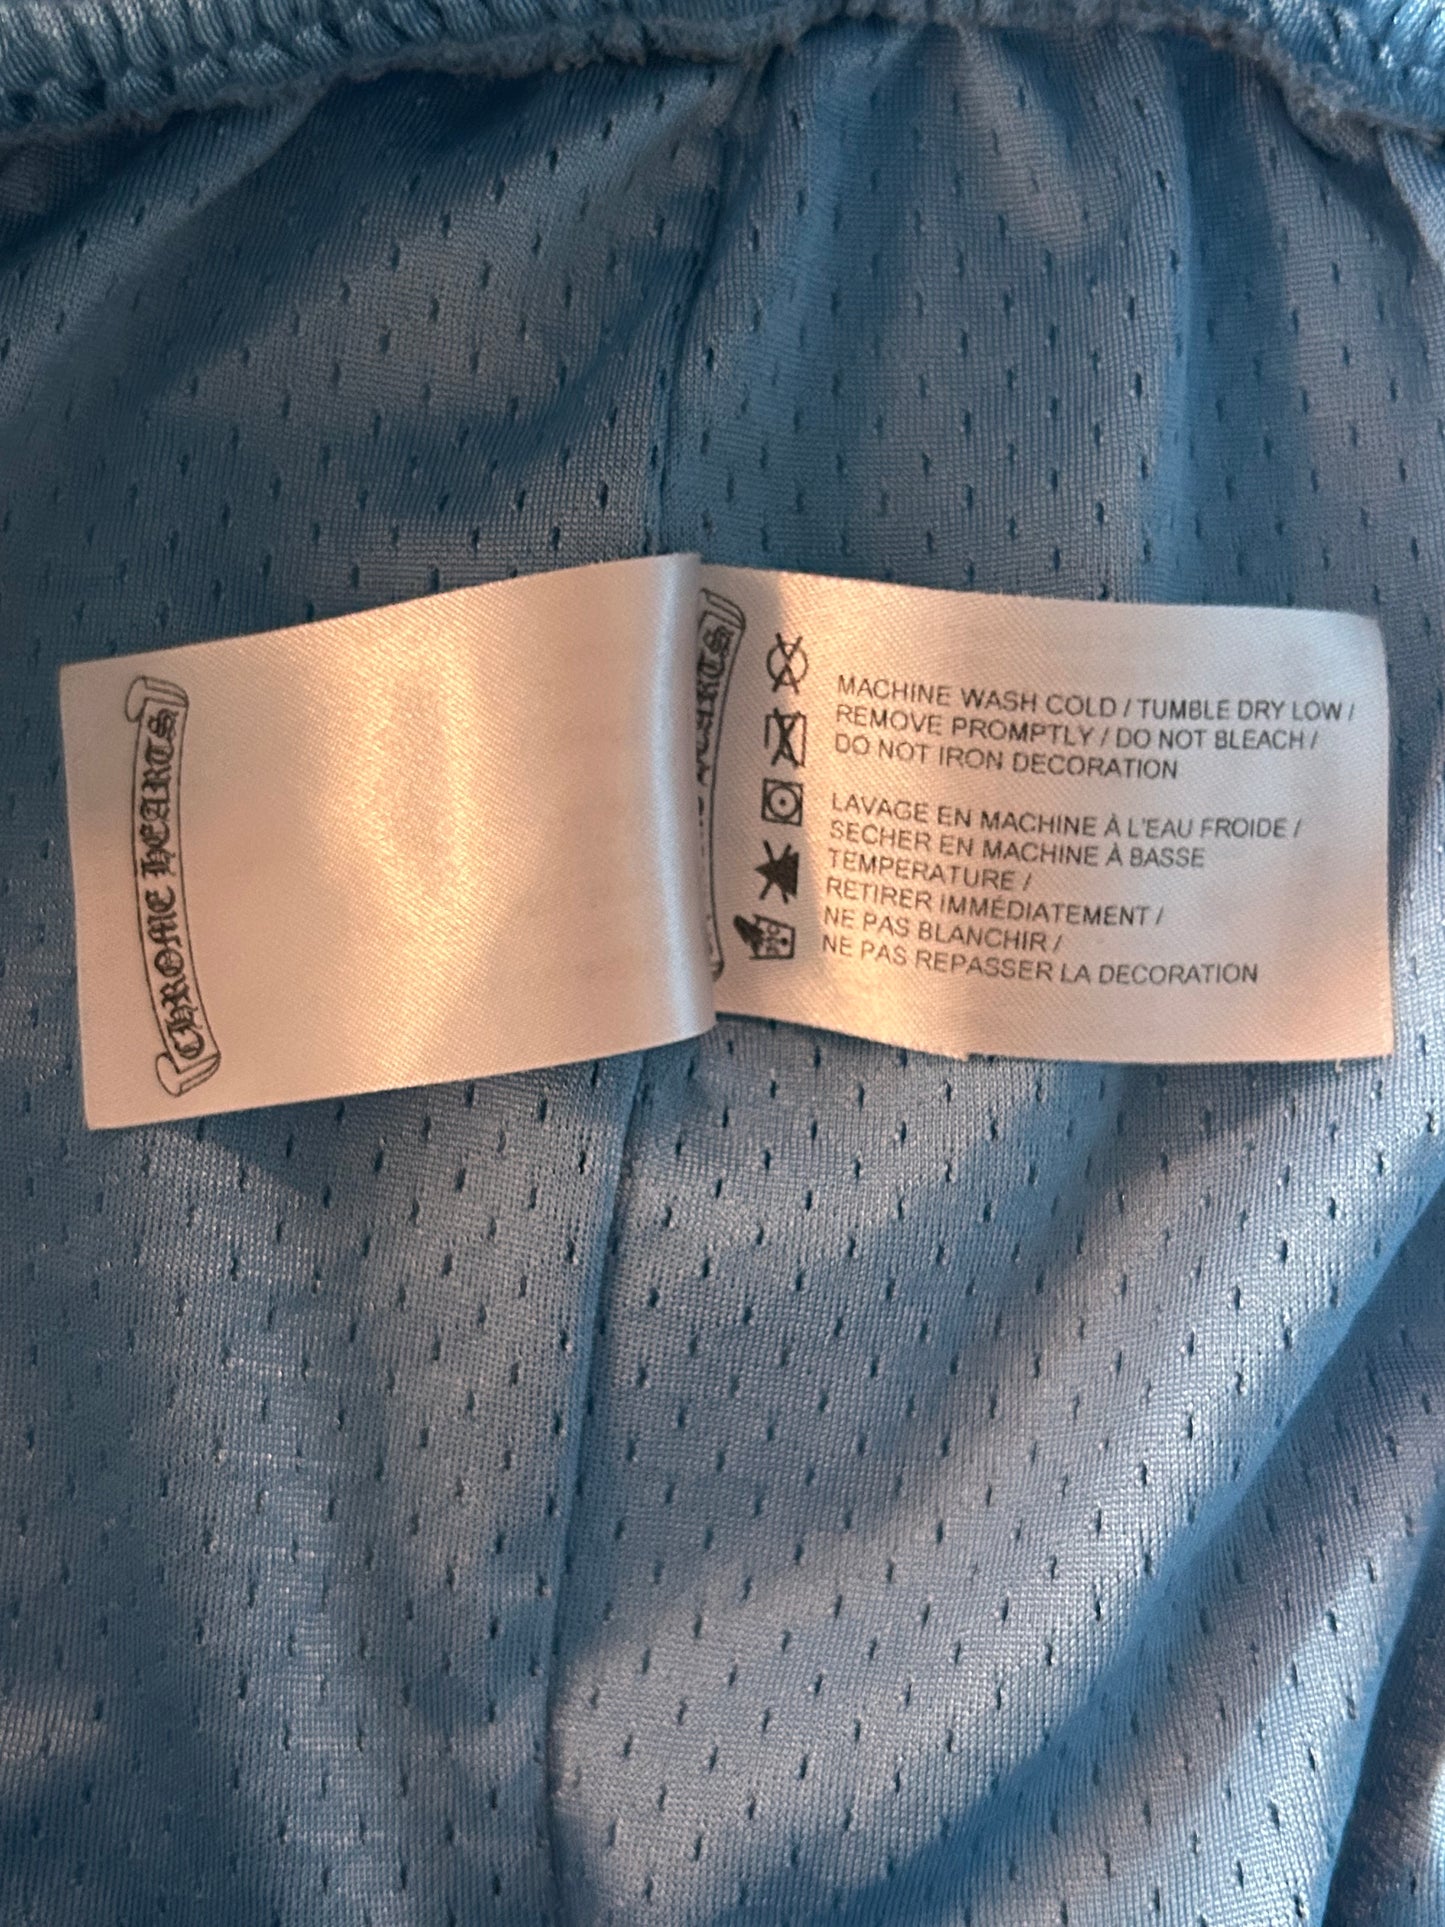 CHROME HEARTS
HEARTS
MACHINE WASH COLD / TUMBLE DRY LOW /
REMOVE PROMPTLY / DO NOT BLEACH /
DO NOT IRON DECORATION
LAVAGE EN MACHINE À L'EAU FROIDE /
SECHER EN MACHINE À BASSE
TEMPERATURE /
RETIRER IMMÉDIATEMENT /
NE PAS BLANCHIR /
NE PAS REPASSER LA DECORATION